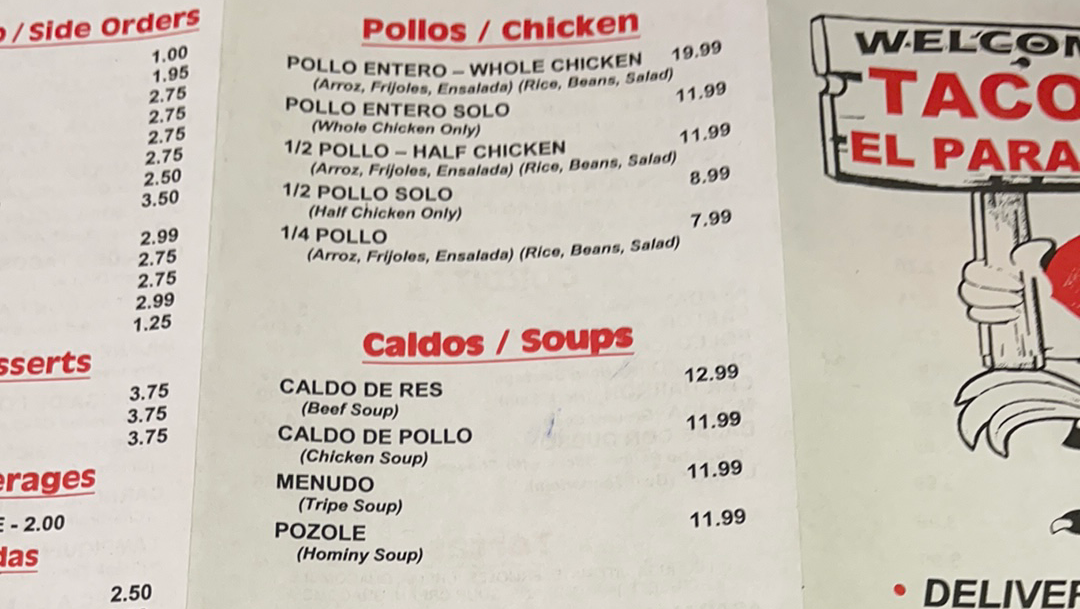 / Side Orders
1.00
1.95
2.75
2.75
2.75
2.75
2.50
3.50
2.99
2.75
2.75
2.99
1.25
3.75
3.75
3.75
- 2.00
2.50
Pollos / Chicken
POLLO ENTERO – WHOLE CHICKEN 19.99
(Arroz, Frijoles, Ensalada) (Rice, Beans, Salad)
POLLO ENTERO SOLO 11.99
(Whole Chicken Only)
1/2 POLLO – HALF CHICKEN 11.99
(Arroz, Frijoles, Ensalada) (Rice, Beans, Salad)
1/2 POLLO SOLO 8.99
(Half Chicken Only)
1/4 POLLO 7.99
(Arroz, Frijoles, Ensalada) (Rice, Beans, Salad)
Caldos / Soups
CALDO DE RES 12.99
(Beef Soup)
CALDO DE POLLO 11.99
(Chicken Soup)
MENUDO 11.99
(Tripe Soup)
POZOLE 11.99
(Hominy Soup)
WELCOM
TACO
EL PARA
• DELIVER